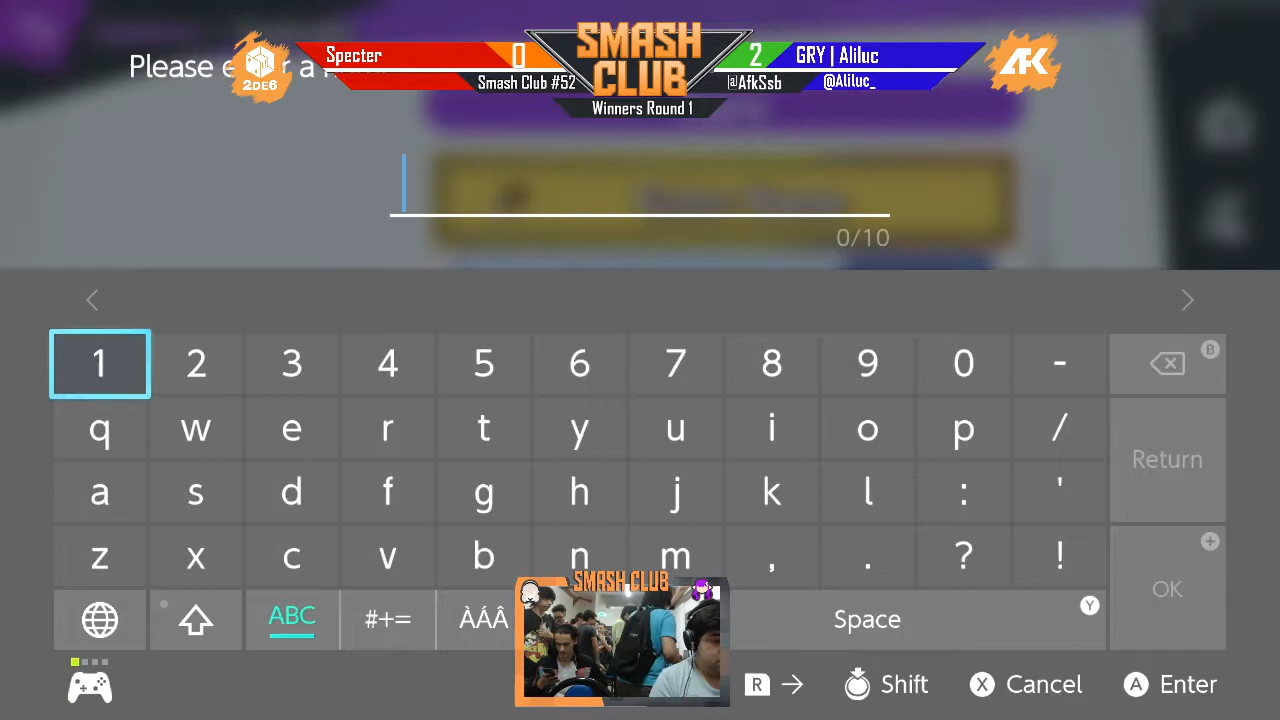 Please e
Specter
0
SMASH
CLUB
2
GRY | Aliluc
2DE6
Smash Club #52
@AfkSsb
@Aliluc_
AFK
Winners Round 1
0/10
1 2 3 4 5 6 7 8 9 0 - B
q w e r t y u i o p /
Return
a s d f g h j k l : '
z x c v b n m , . ? ! +
OK
SMASH CLUB
ABC #+= ÀÁÂ Space Y
R Shift X Cancel A Enter